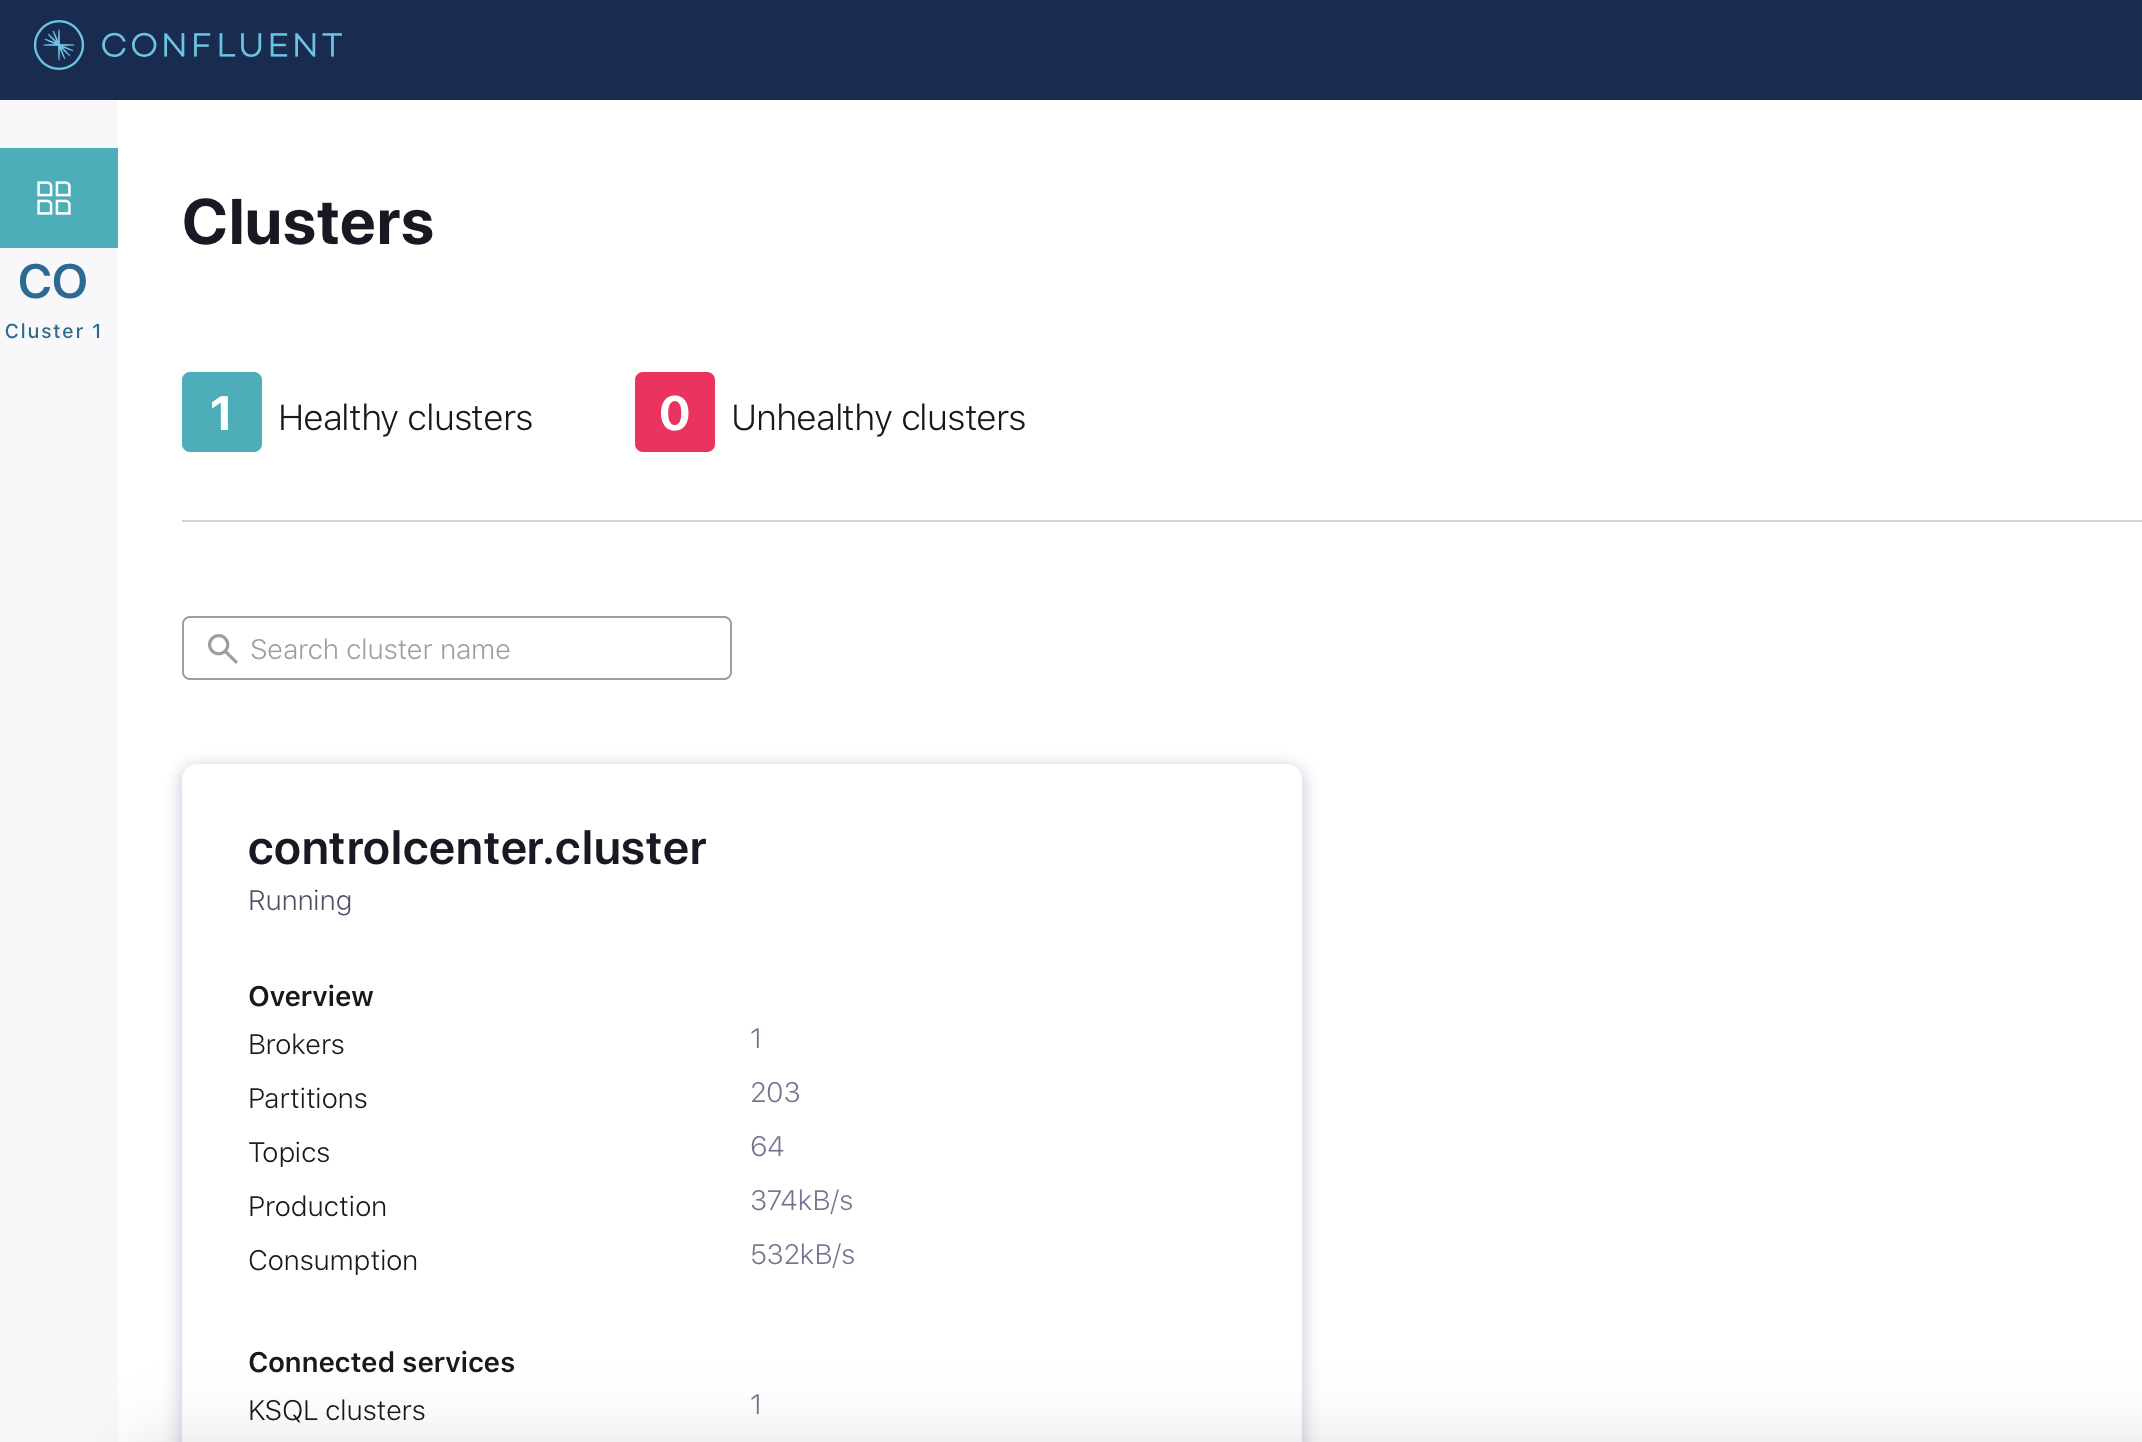 CONFLUENT
CO
Cluster 1
Clusters
1 Healthy clusters
0 Unhealthy clusters
Search cluster name
controlcenter.cluster
Running
Overview
Brokers 1
Partitions 203
Topics 64
Production 374kB/s
Consumption 532kB/s
Connected services
KSQL clusters 1